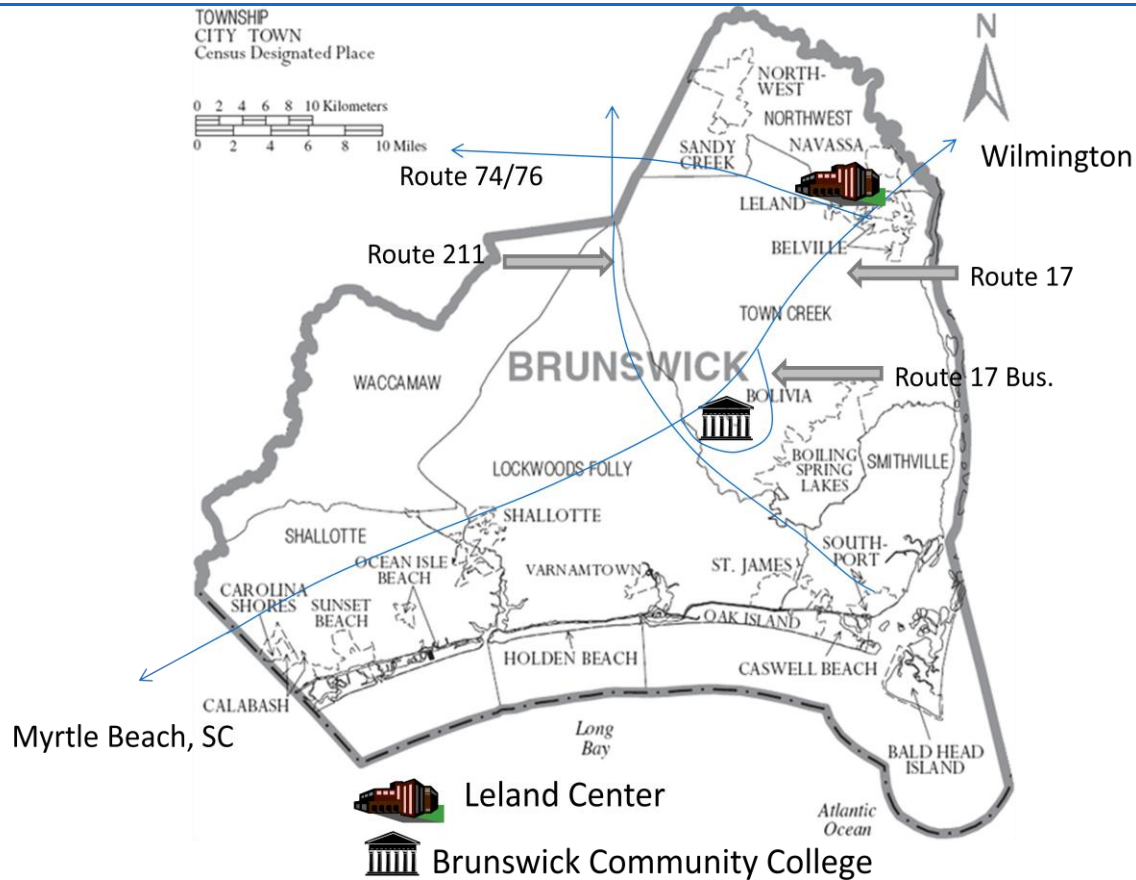 TOWNSHIP
CITY TOWN
Census Designated Place
0 2 4 6 8 10 Kilometers
0 2 4 6 10 Miles
N
NORTH-
WEST
NORTHWEST
SANDY
CREEK
NAVASSA
Wilmington
Route 74/76
LELAND
BELVILLE
Route 211
Route 17
TOWN CREEK
BRUNSWICK
WACCAMAW
Route 17 Bus.
BOLIVIA
LOCKWOODS FOLLY
BOILING
SPRING
LAKES
SMITHVILLE
SHALLOTTE
SHALLOTTE
SOUTH-
PORT
OCEAN ISLE
BEACH
VARNAMTOWN
ST. JAMES
CAROLINA
SHORES
SUNSET
BEACH
OAK ISLAND
HOLDEN BEACH
CASWELL BEACH
CALABASH
Myrtle Beach, SC
Long
Bay
BALD HEAD
ISLAND
Leland Center
Atlantic
Ocean
Brunswick Community College